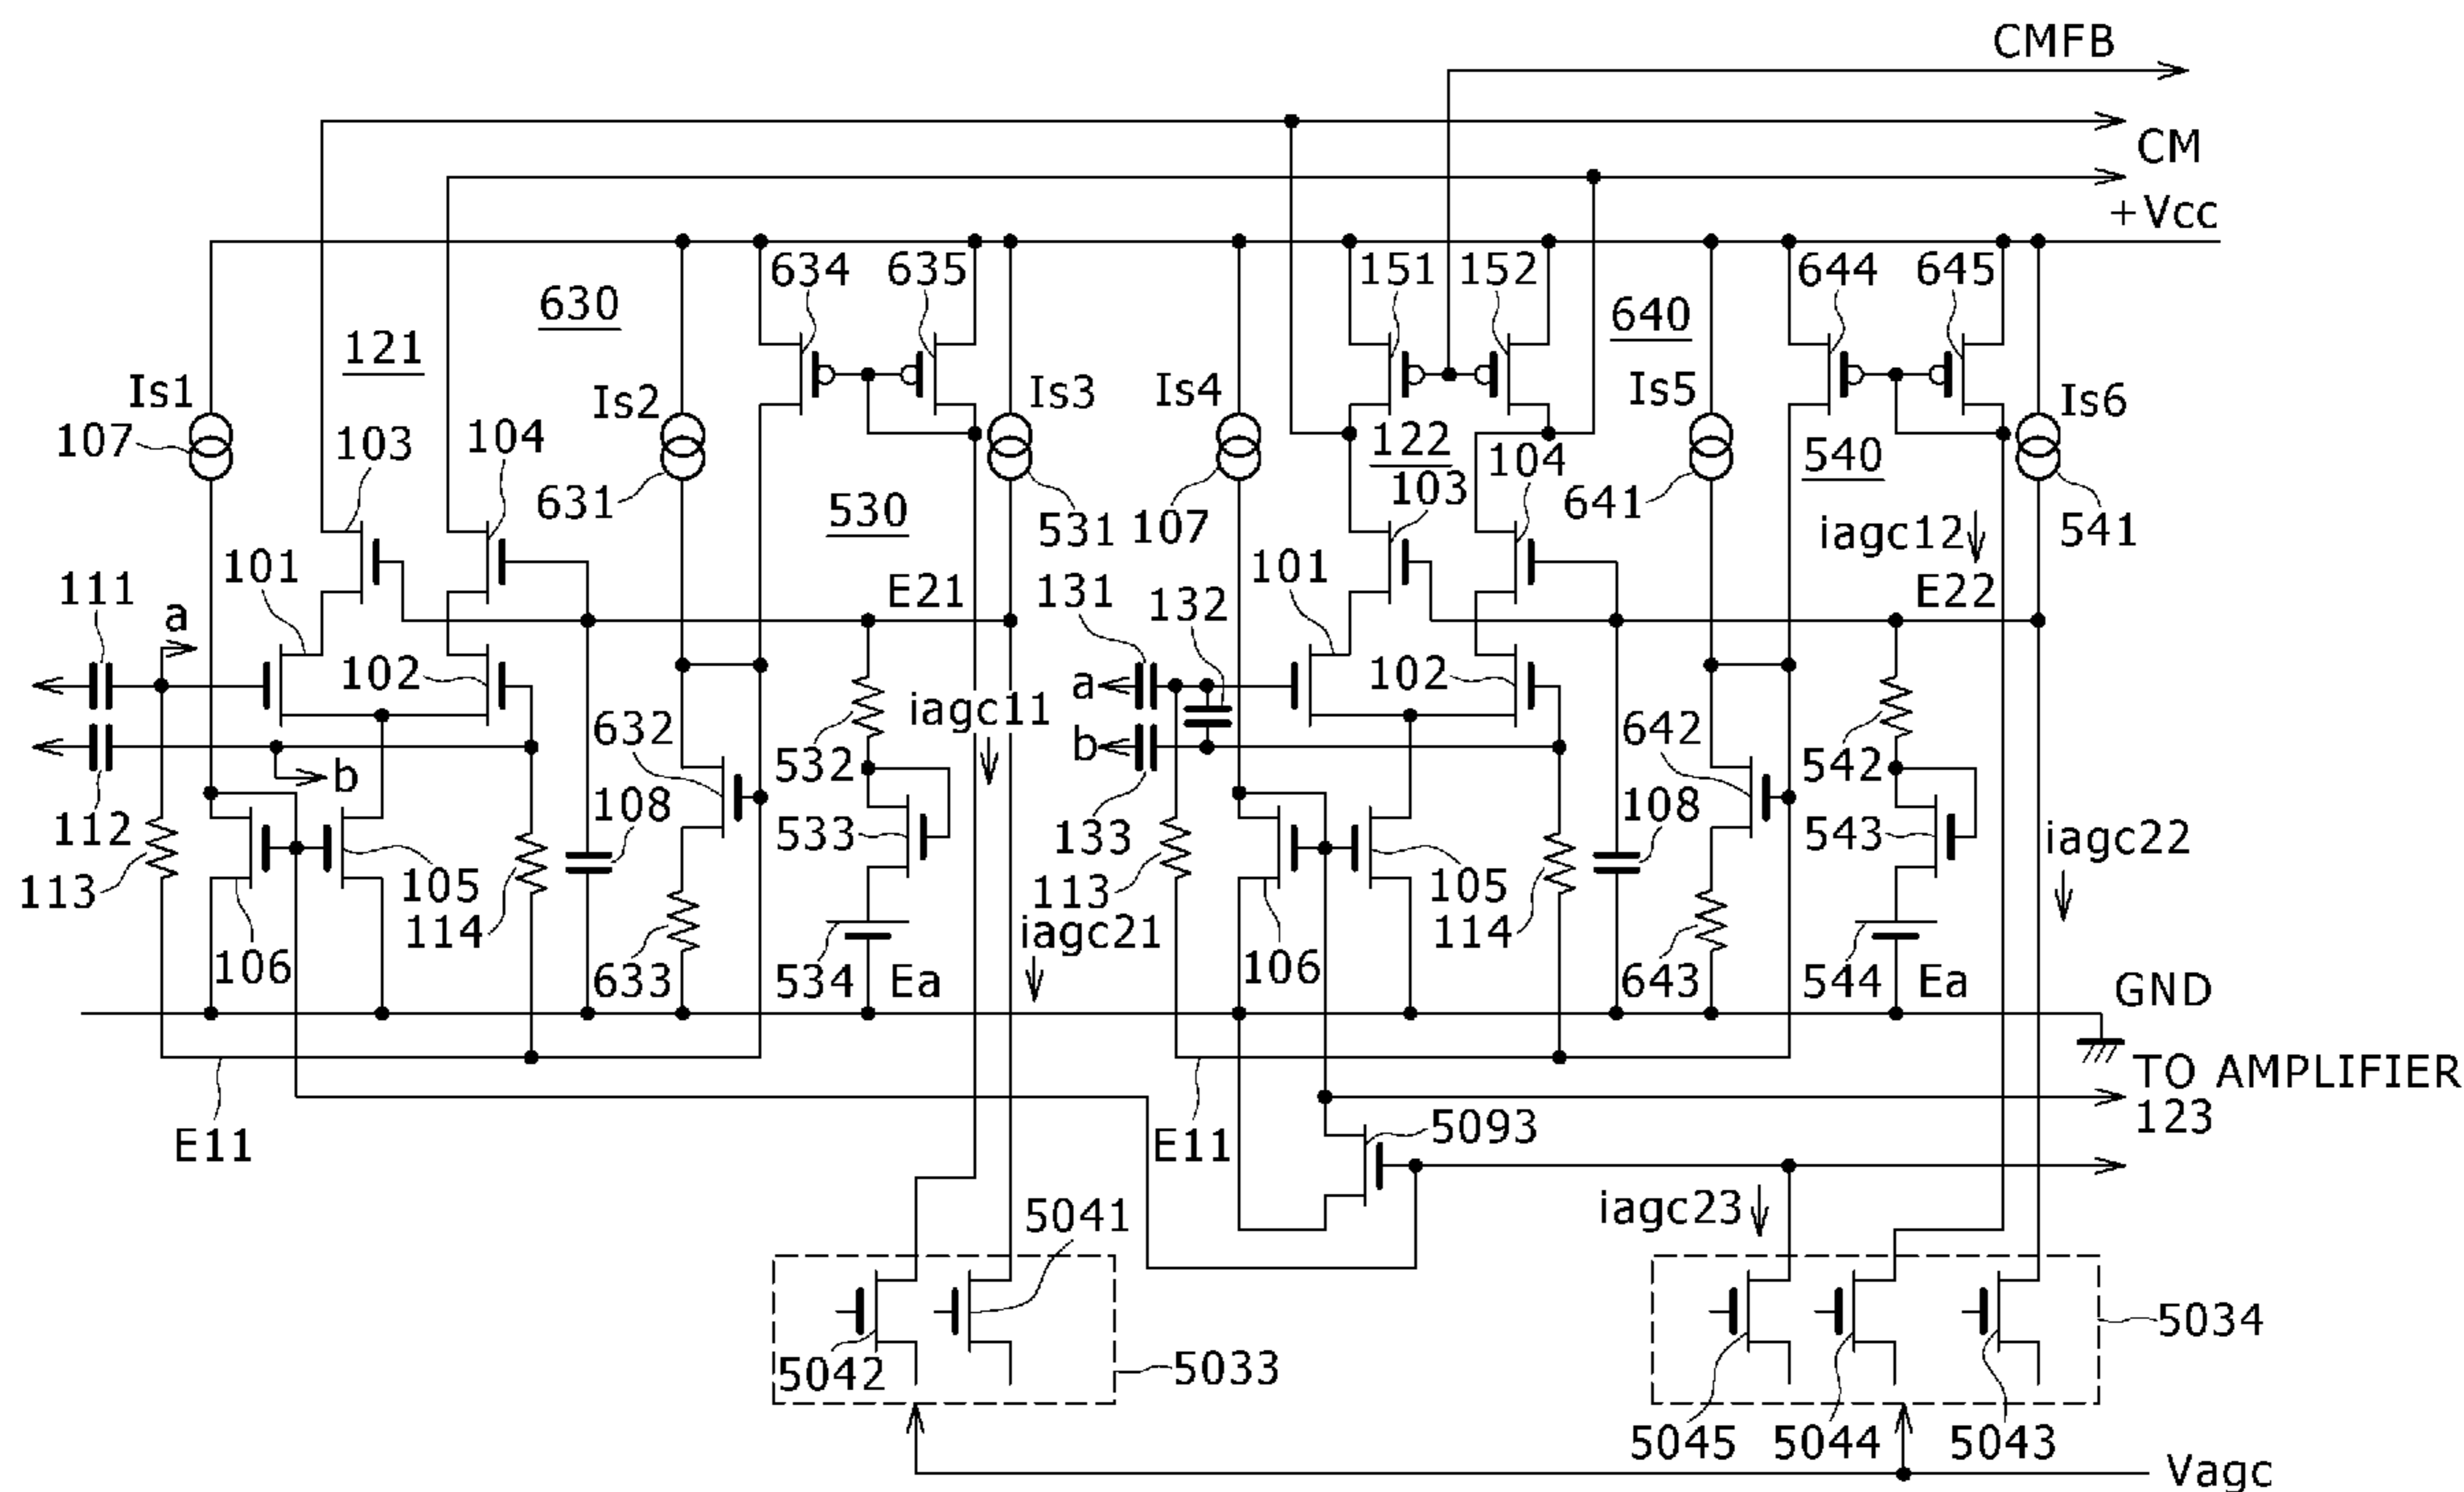 CMFB
CM
+Vcc
634
635
151
152
644
645
630
640
121
Is1
Is2
Is3
Is4
Is5
Is6
107
103
104
631
530
531
107
122
103
104
641
540
541
iagc12
101
E21
101
E22
111
a
131
132
102
a
102
iagc11
632
532
642
542
b
b
112
108
533
133
108
543
iagc22
113
105
114
113
105
114
iagc21
106
633
534
Ea
106
643
544
Ea
GND
TO AMPLIFIER
123
E11
E11
5093
5041
iagc23
5042
5033
5034
5045
5044
5043
Vagc